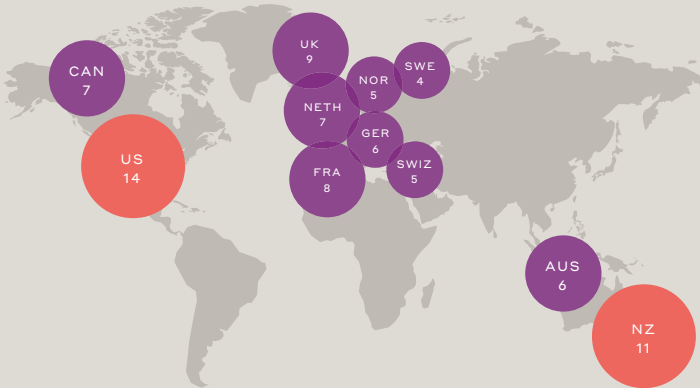 CAN
7
US
14
UK
9
NOR
5
SWE
4
NETH
7
GER
6
FRA
8
SWIZ
5
AUS
6
NZ
11